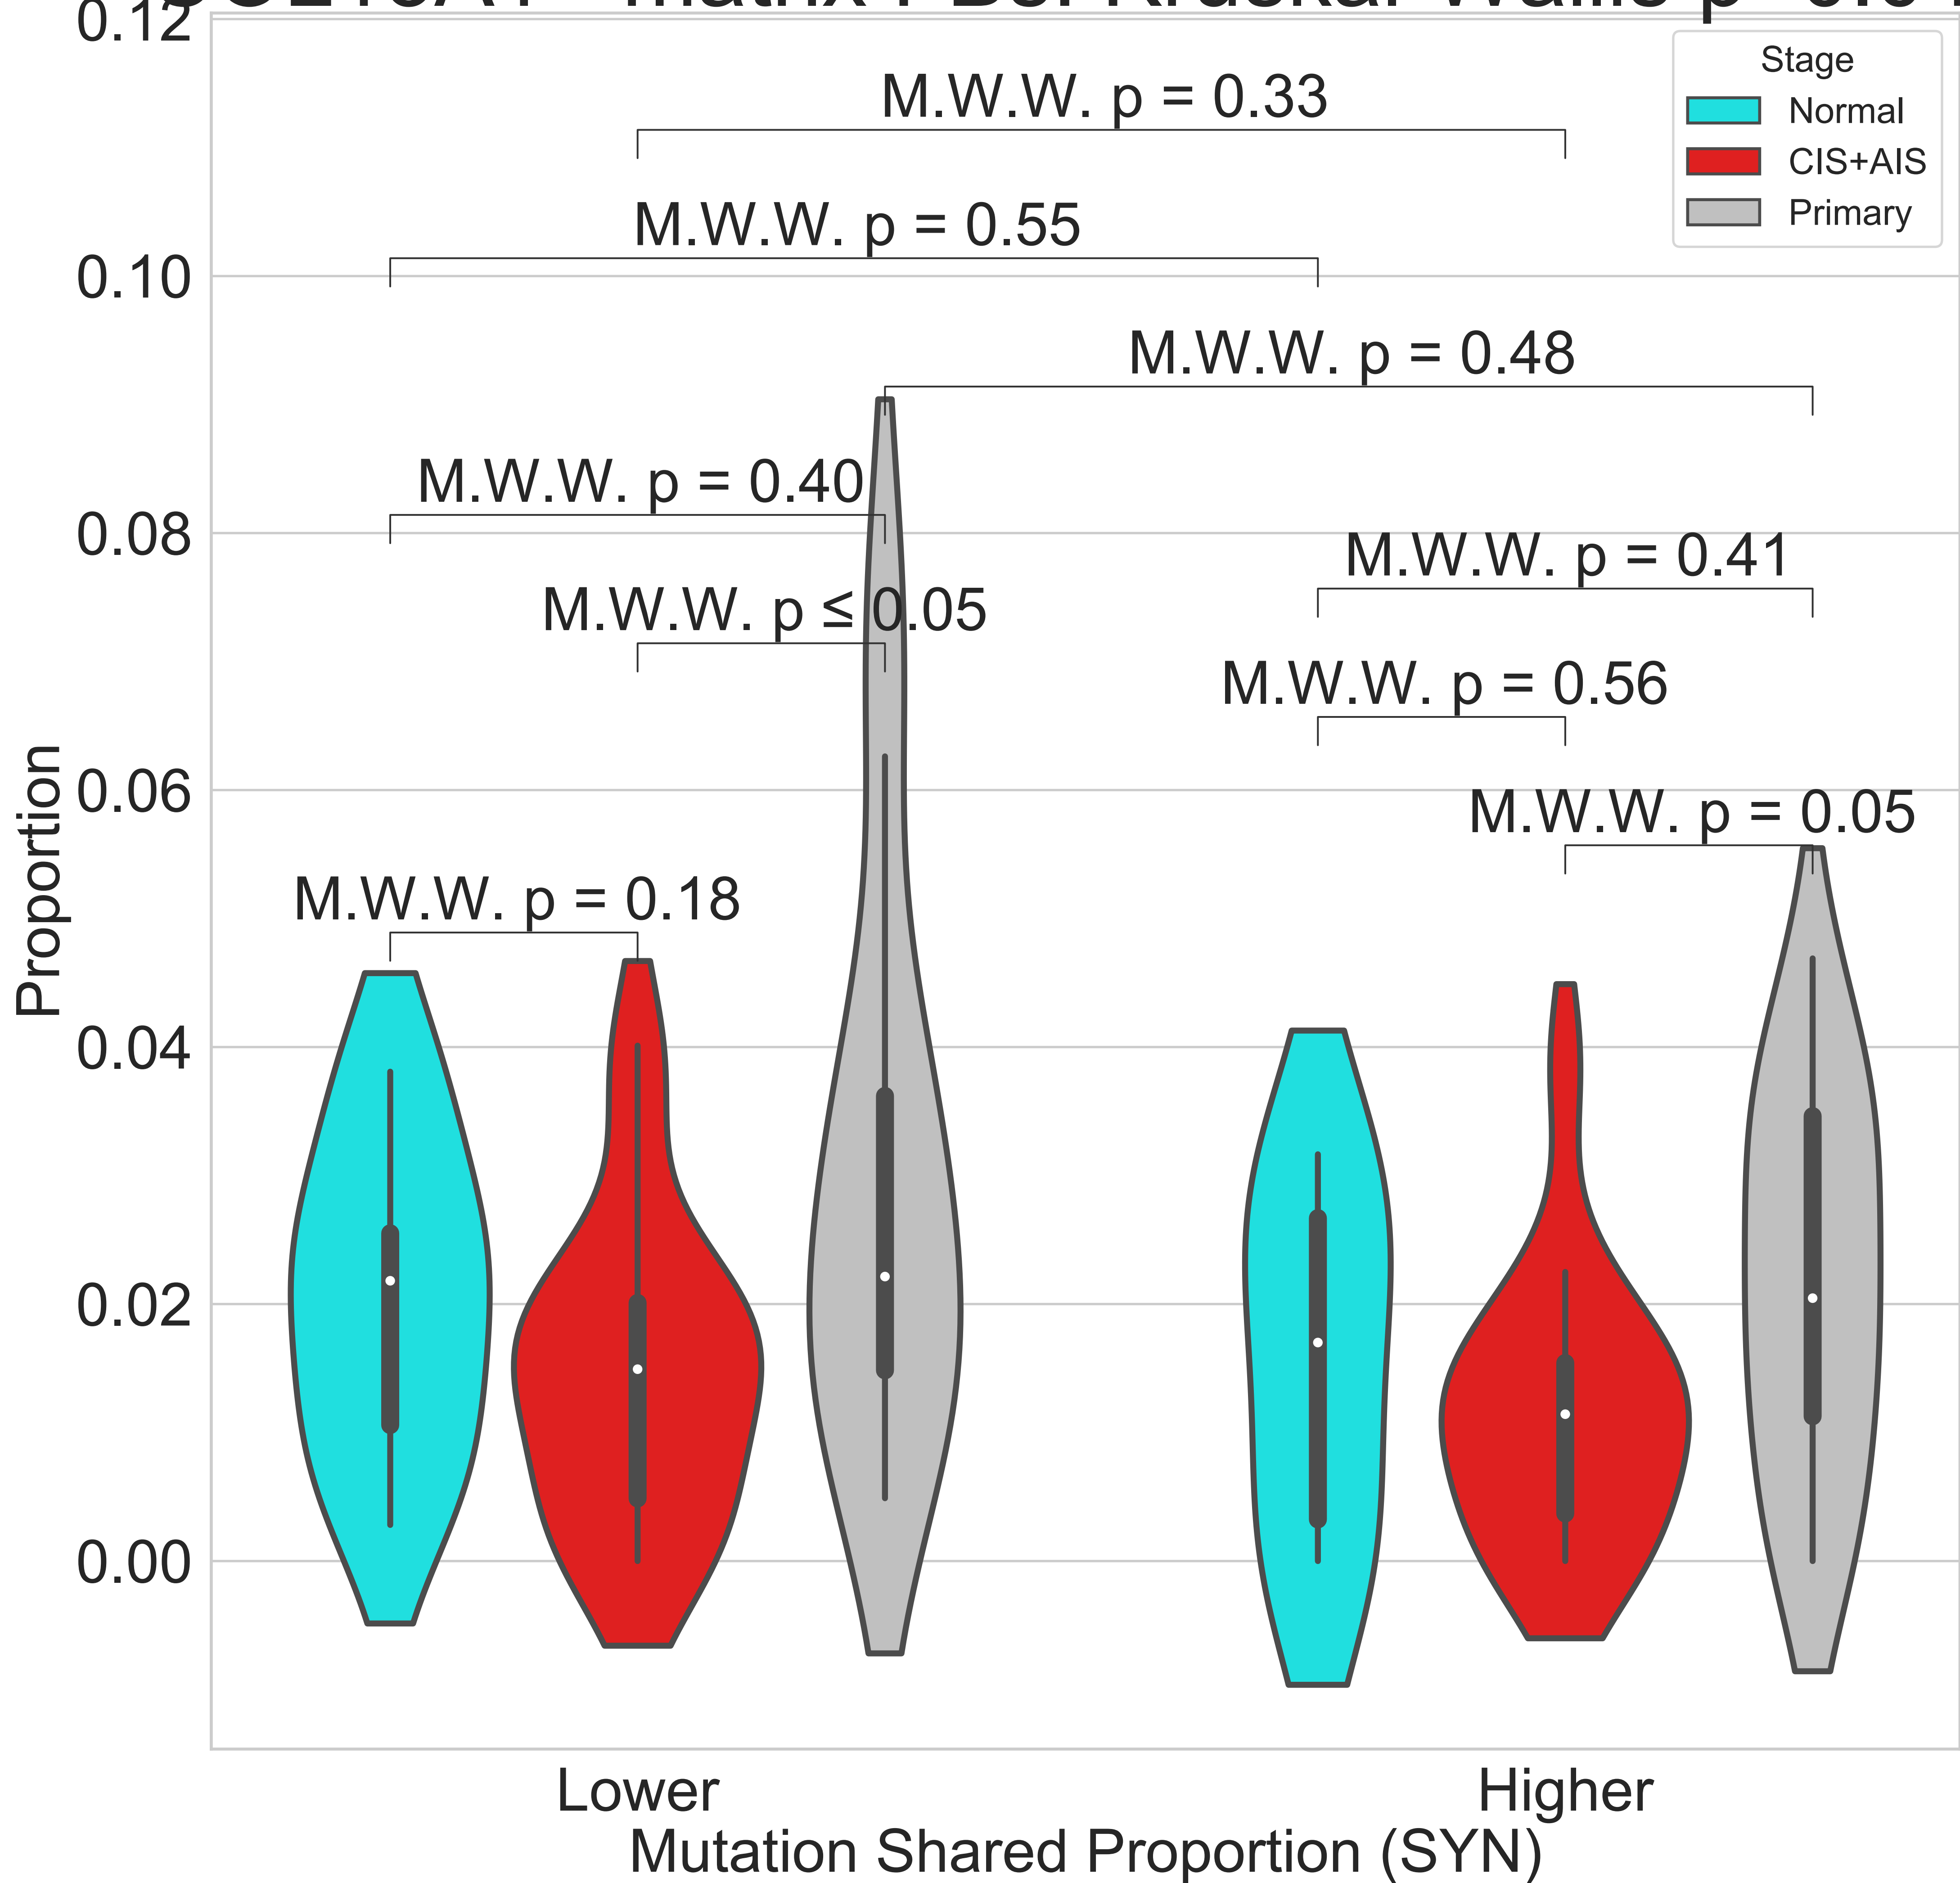 0.12
M.W.W. p = 0.33
Stage
Normal
CIS+AIS
Primary
M.W.W. p = 0.55
0.10
M.W.W. p = 0.48
M.W.W. p = 0.40
0.08
M.W.W. p = 0.41
M.W.W. p ≤ 0.05
M.W.W. p = 0.56
0.06
M.W.W. p = 0.05
Proportion
M.W.W. p = 0.18
0.04
0.02
0.00
Lower
Higher
Mutation Shared Proportion (SYN)